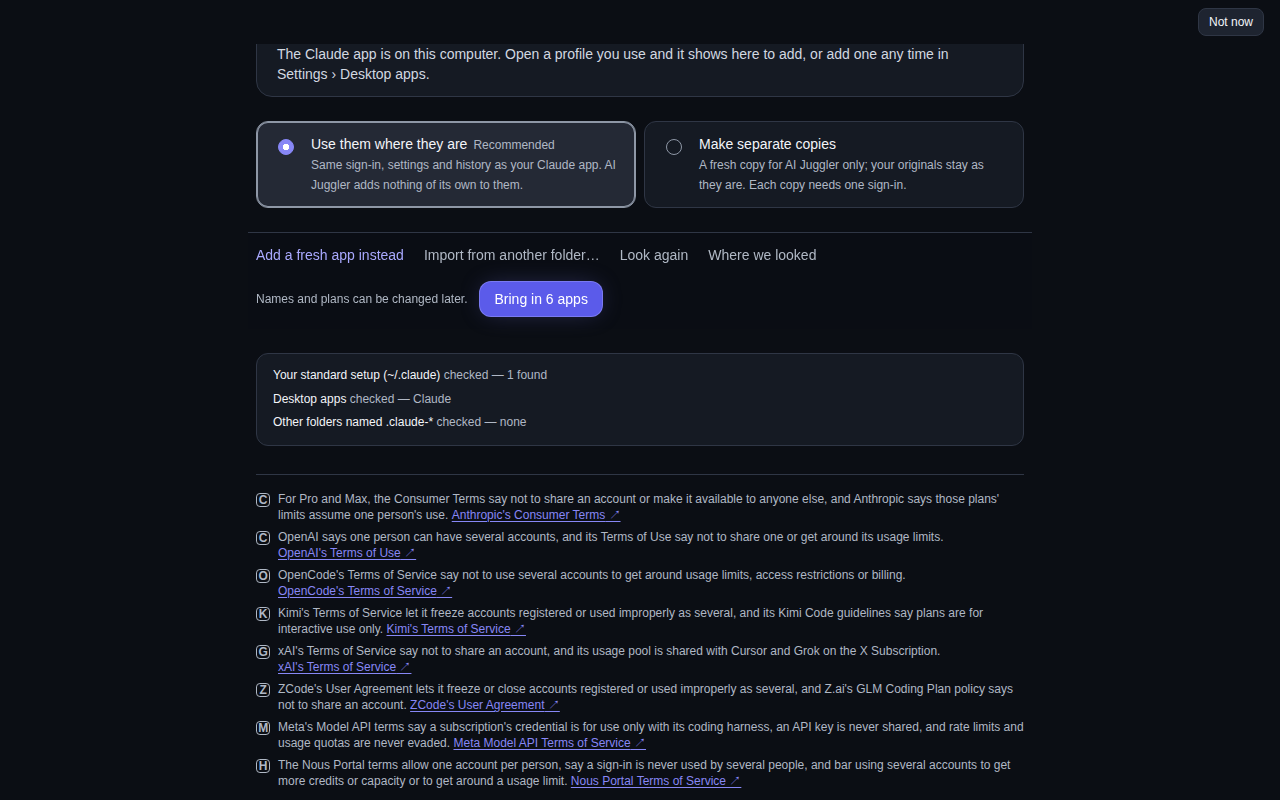 Not now
The Claude app is on this computer. Open a profile you use and it shows here to add, or add one any time in
Settings › Desktop apps.
Use them where they are Recommended
Same sign-in, settings and history as your Claude app. AI
Juggler adds nothing of its own to them.
Make separate copies
A fresh copy for AI Juggler only; your originals stay as
they are. Each copy needs one sign-in.
Add a fresh app instead Import from another folder… Look again Where we looked
Names and plans can be changed later. Bring in 6 apps
Your standard setup (~/.claude) checked — 1 found
Desktop apps checked — Claude
Other folders named .claude-* checked — none
C For Pro and Max, the Consumer Terms say not to share an account or make it available to anyone else, and Anthropic says those plans'
limits assume one person's use. Anthropic's Consumer Terms ↗
C OpenAI says one person can have several accounts, and its Terms of Use say not to share one or get around its usage limits.
OpenAI's Terms of Use ↗
O OpenCode's Terms of Service say not to use several accounts to get around usage limits, access restrictions or billing.
OpenCode's Terms of Service ↗
K Kimi's Terms of Service let it freeze accounts registered or used improperly as several, and its Kimi Code guidelines say plans are for
interactive use only. Kimi's Terms of Service ↗
G xAI's Terms of Service say not to share an account, and its usage pool is shared with Cursor and Grok on the X Subscription.
xAI's Terms of Service ↗
Z ZCode's User Agreement lets it freeze or close accounts registered or used improperly as several, and Z.ai's GLM Coding Plan policy says
not to share an account. ZCode's User Agreement ↗
M Meta's Model API terms say a subscription's credential is for use only with its coding harness, an API key is never shared, and rate limits and
usage quotas are never evaded. Meta Model API Terms of Service ↗
H The Nous Portal terms allow one account per person, say a sign-in is never used by several people, and bar using several accounts to get
more credits or capacity or to get around a usage limit. Nous Portal Terms of Service ↗